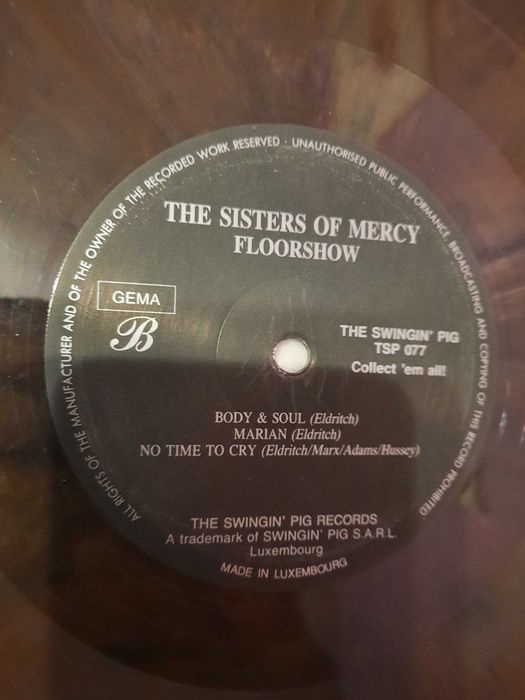 ALL RIGHTS OF THE MANUFACTURER AND OF THE OWNER OF THE RECORDED WORK RESERVED · UNAUTHORISED PUBLIC PERFORMANCE, BROADCASTING AND COPYING OF THIS RECORD PROHIBITED
THE SISTERS OF MERCY
FLOORSHOW
GEMA
B
THE SWINGIN' PIG
TSP 077
Collect 'em all!
BODY & SOUL (Eldritch)
MARIAN (Eldritch)
NO TIME TO CRY (Eldritch/Marx/Adams/Hussey)
THE SWINGIN' PIG RECORDS
A trademark of SWINGIN' PIG S.A.R.L.
Luxembourg
MADE IN LUXEMBOURG